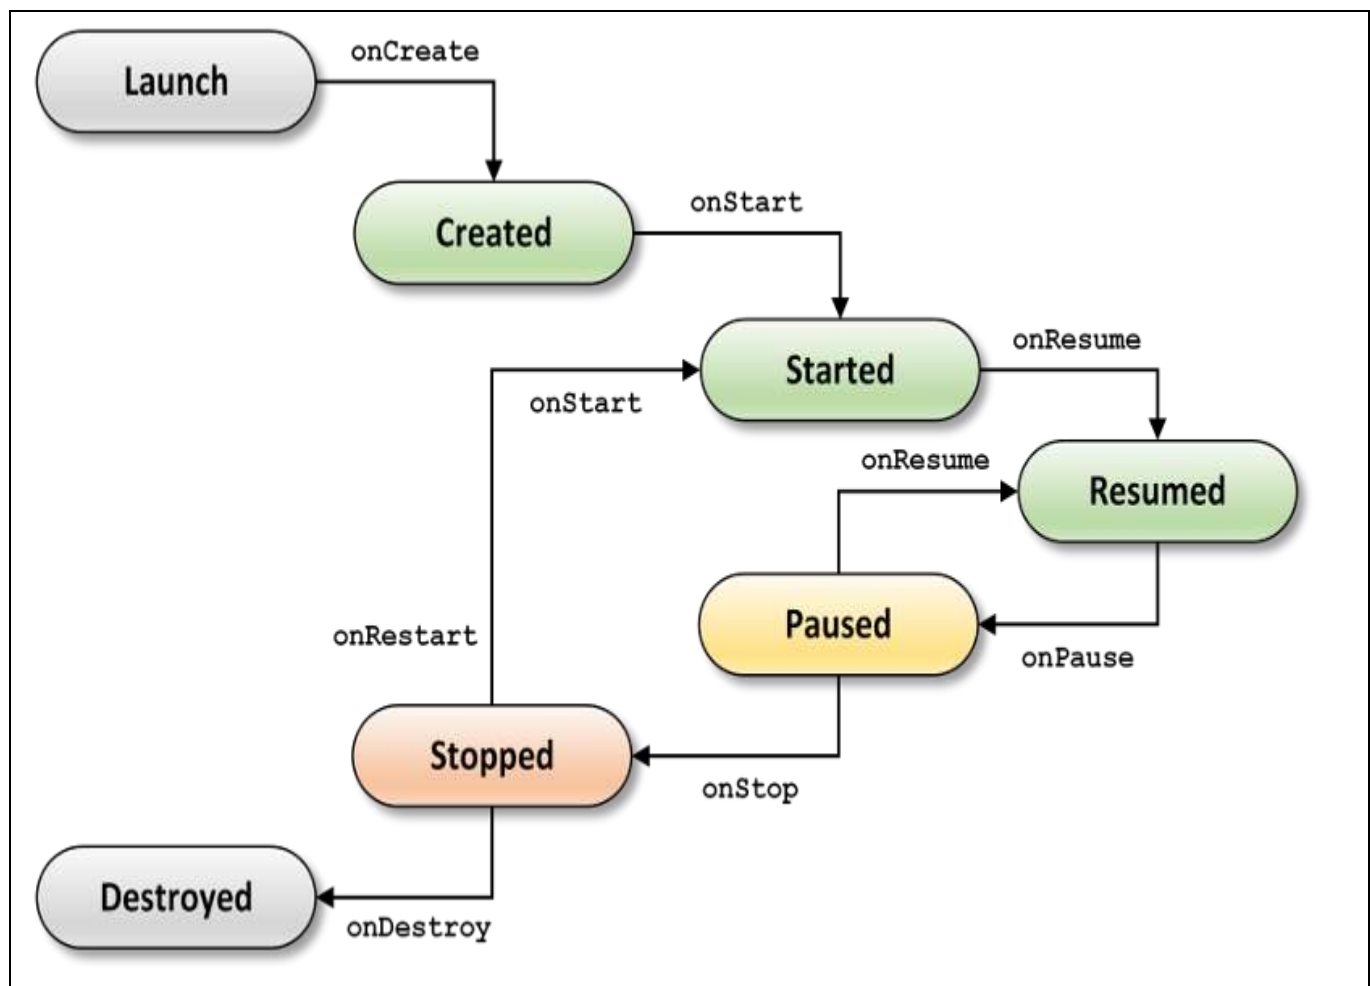 onCreate
Launch
onStart
Created
onResume
Started
onStart
onResume
Resumed
Paused
onRestart
onPause
Stopped
onStop
Destroyed
onDestroy